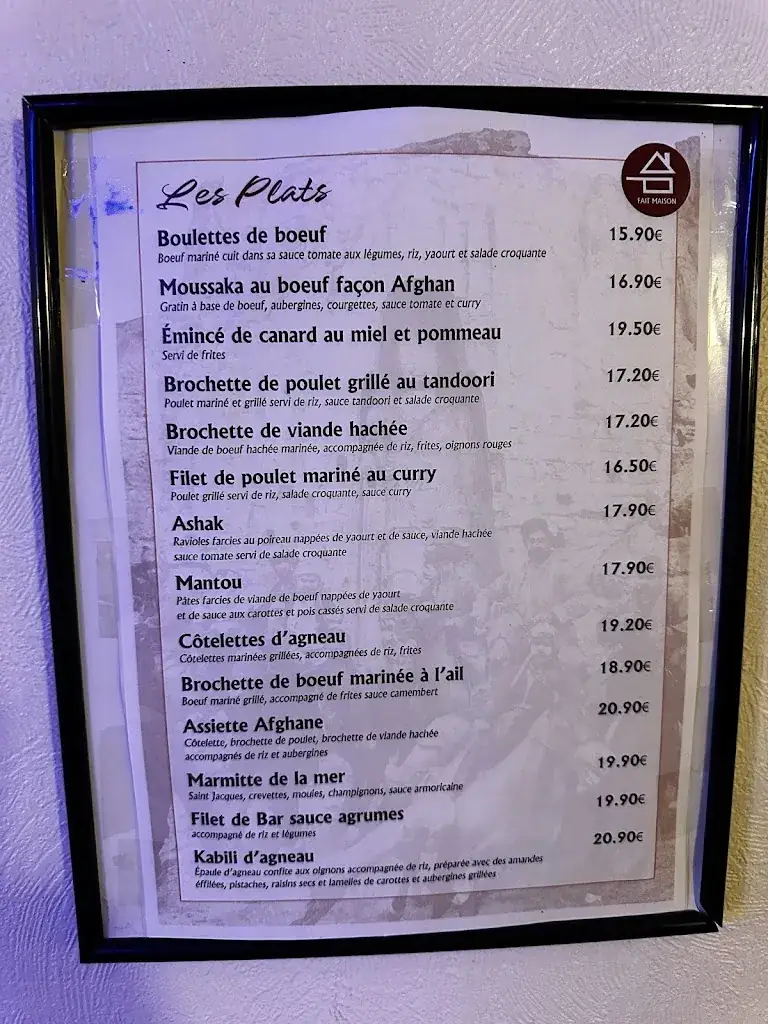 Les Plats
FAIT MAISON
Boulettes de boeuf 15.90€
Boeuf mariné cuit dans sa sauce tomate aux légumes, riz, yaourt et salade croquante
Moussaka au boeuf façon Afghan 16.90€
Gratin à base de boeuf, aubergines, courgettes, sauce tomate et curry
Émincé de canard au miel et pommeau 19.50€
Servi de frites
Brochette de poulet grillé au tandoori 17.20€
Poulet mariné et grillé servi de riz, sauce tandoori et salade croquante
Brochette de viande hachée 17.20€
Viande de boeuf hachée marinée, accompagnée de riz, frites, oignons rouges
Filet de poulet mariné au curry 16.50€
Poulet grillé servi de riz, salade croquante, sauce curry
Ashak 17.90€
Ravioles farcies au poireau nappées de yaourt et de sauce, viande hachée
sauce tomate servi de salade croquante
Mantou 17.90€
Pâtes farcies de viande de boeuf nappées de yaourt
et de sauce aux carottes et pois cassés servi de salade croquante
Côtelettes d'agneau 19.20€
Côtelettes marinées grillées, accompagnées de riz, frites
Brochette de boeuf marinée à l'ail 18.90€
Boeuf mariné grillé, accompagné de frites sauce camembert
Assiette Afghane 20.90€
Côtelette, brochette de poulet, brochette de viande hachée
accompagnés de riz et aubergines
Marmitte de la mer 19.90€
Saint Jacques, crevettes, moules, champignons, sauce armoricaine
Filet de Bar sauce agrumes 19.90€
accompagné de riz et légumes
Kabili d'agneau 20.90€
Épaule d'agneau confite aux oignons accompagnée de riz, préparée avec des amandes
éffilées, pistaches, raisins secs et lamelles de carottes et aubergines grillées